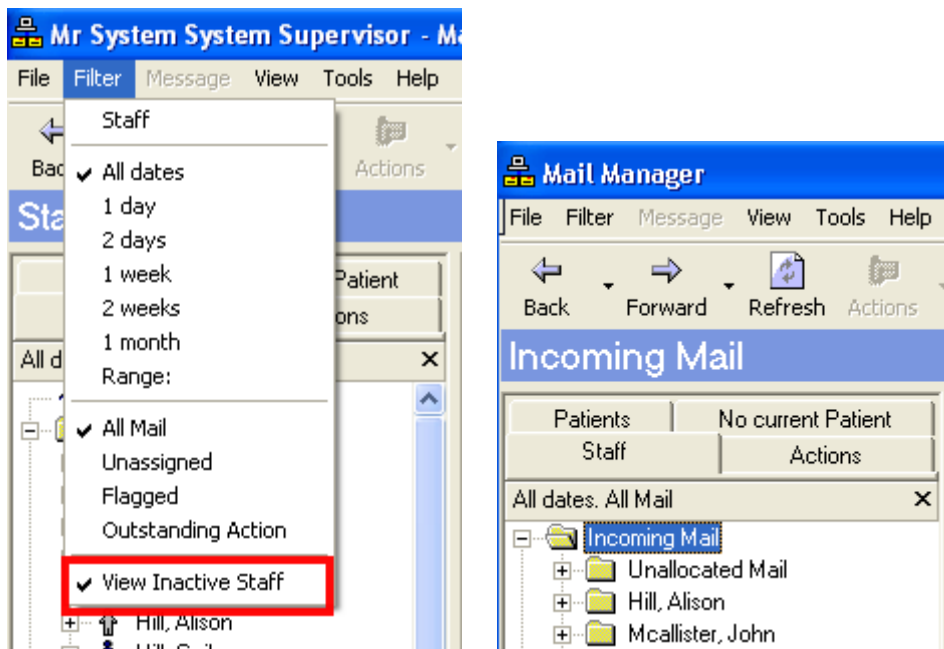 Mr System System Supervisor - Ma
File Filter Message View Tools Help
Staff
Bac
Actions
All dates
Sta
1 day
2 days
1 week
Patient
2 weeks
ons
1 month
All d
Range:
All Mail
Unassigned
Flagged
Outstanding Action
View Inactive Staff
Hill, Alison
Mail Manager
File Filter Message View Tools Help
Back Forward Refresh Actions
Incoming Mail
Patients No current Patient
Staff Actions
All dates. All Mail
Incoming Mail
Unallocated Mail
Hill, Alison
Mcallister, John